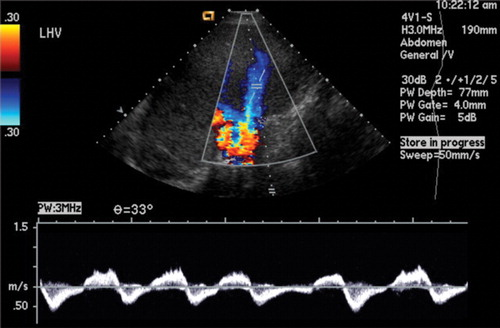 10:22:12 am
.30
LHV
.30
4V1-S
H3.0MHz 190mm
Abdomen
General /V
30dB 2 •/+1/2/5
PW Depth= 77mm
PW Gate= 4.0mm
PW Gain= 5dB
Store in progress
Sweep=50mm/s
PW:3MHz
θ=33°
1.5
m/s
.50